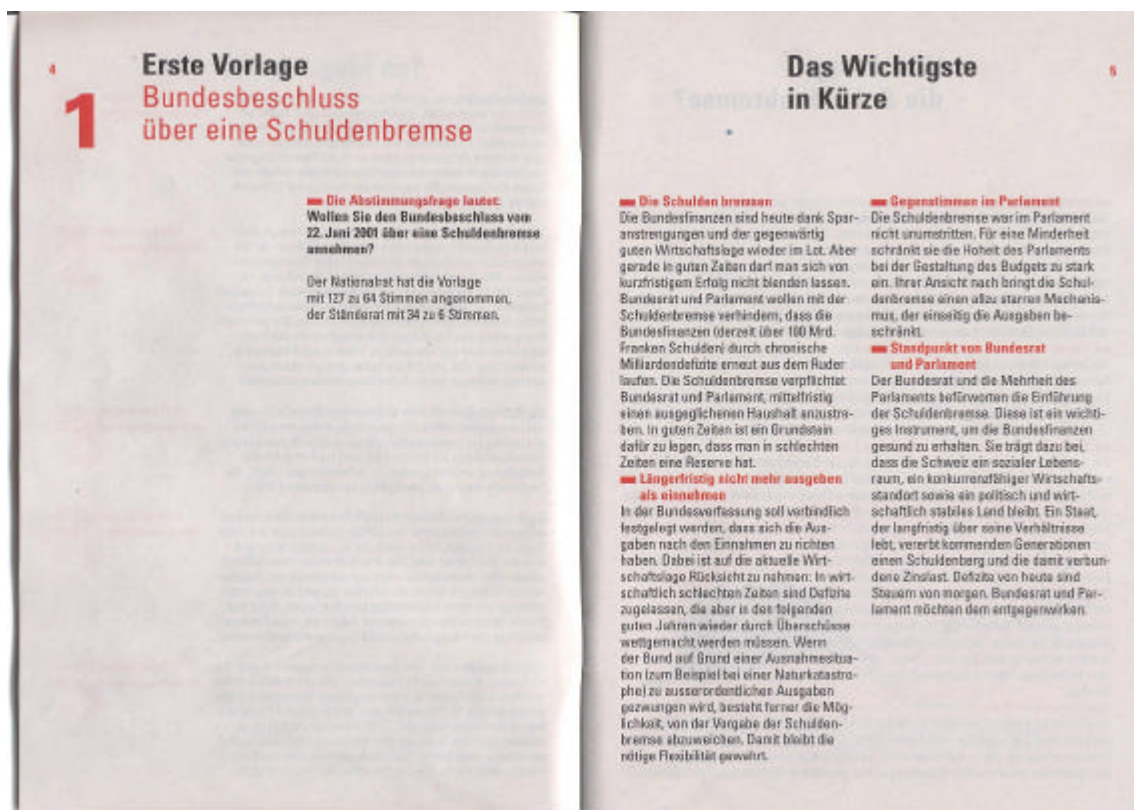 4
1
Erste Vorlage
Bundesbeschluss
über eine Schuldenbremse
Die Abstimmungsfrage lautet:
Wollen Sie den Bundesbeschluss vom
22. Juni 2001 über eine Schuldenbremse
annehmen?
Der Nationalrat hat die Vorlage
mit 127 zu 64 Stimmen angenommen,
der Ständerat mit 34 zu 6 Stimmen.
Das Wichtigste
in Kürze
5
Die Schulden bremsen
Die Bundesfinanzen sind heute dank Spar-
anstrengungen und der gegenwärtig
guten Wirtschaftslage wieder im Lot. Aber
gerade in guten Zeiten darf man sich von
kurzfristigem Erfolg nicht blenden lassen.
Bundesrat und Parlament wollen mit der
Schuldenbremse verhindern, dass die
Bundesfinanzen (derzeit über 100 Mrd.
Franken Schulden) durch chronische
Milliardendefizite erneut aus dem Ruder
laufen. Die Schuldenbremse verpflichtet
Bundesrat und Parlament, mittelfristig
einen ausgeglichenen Haushalt anzustre-
ben. In guten Zeiten ist ein Grundstein
dafür zu legen, dass man in schlechten
Zeiten eine Reserve hat.
Längerfristig nicht mehr ausgeben
als einnehmen
In der Bundesverfassung soll verbindlich
festgelegt werden, dass sich die Aus-
gaben nach den Einnahmen zu richten
haben. Dabei ist auf die aktuelle Wirt-
schaftslage Rücksicht zu nehmen: In wirt-
schaftlich schlechten Zeiten sind Defizite
zugelassen, die aber in den folgenden
guten Jahren wieder durch Überschüsse
wettgemacht werden müssen. Wenn
der Bund auf Grund einer Ausnahmesitua-
tion (zum Beispiel bei einer Naturkatastro-
phe) zu ausserordentlichen Ausgaben
gezwungen wird, besteht ferner die Mög-
lichkeit, von der Vorgabe der Schulden-
bremse abzuweichen. Damit bleibt die
nötige Flexibilität gewahrt.
Gegenstimmen im Parlament
Die Schuldenbremse war im Parlament
nicht unumstritten. Für eine Minderheit
schränkt sie die Hoheit des Parlaments
bei der Gestaltung des Budgets zu stark
ein. Ihrer Ansicht nach bringt die Schul-
denbremse einen allzu starren Mechanis-
mus, der einseitig die Ausgaben be-
schränkt.
Standpunkt von Bundesrat
und Parlament
Der Bundesrat und die Mehrheit des
Parlaments befürworten die Einführung
der Schuldenbremse. Diese ist ein wichti-
ges Instrument, um die Bundesfinanzen
gesund zu erhalten. Sie trägt dazu bei,
dass die Schweiz ein sozialer Lebens-
raum, ein konkurrenzfähiger Wirtschafts-
standort sowie ein politisch und wirt-
schaftlich stabiles Land bleibt. Ein Staat,
der langfristig über seine Verhältnisse
lebt, vererbt kommenden Generationen
einen Schuldenberg und die damit verbun-
dene Zinslast. Defizite von heute sind
Steuern von morgen. Bundesrat und Par-
lament möchten dem entgegenwirken.